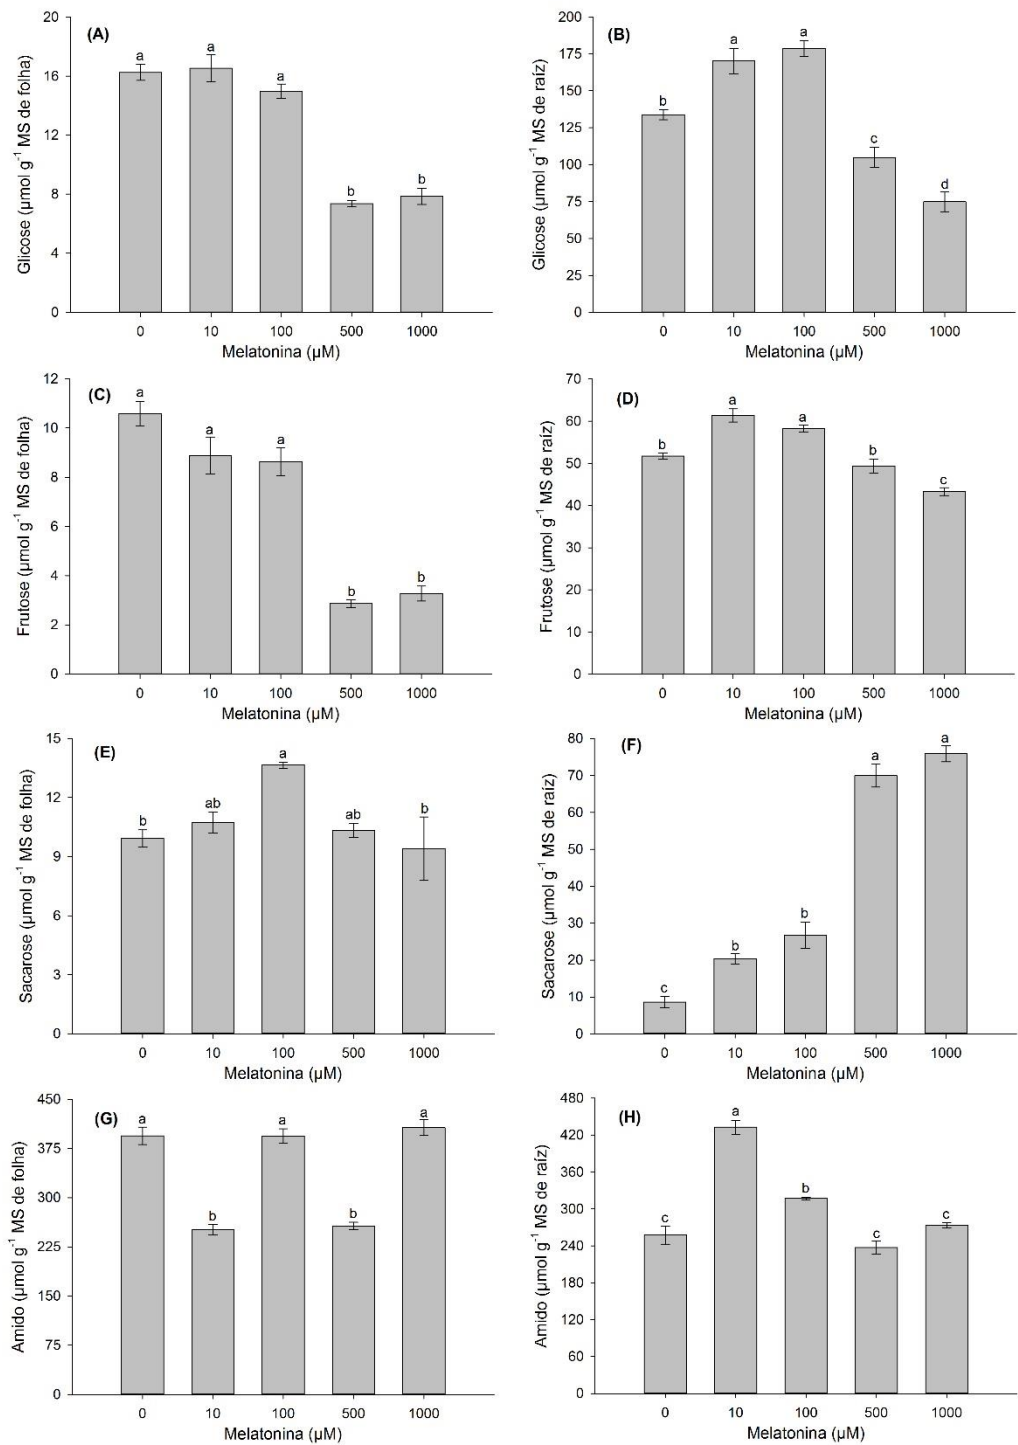 (A)
Glicose (µmol g⁻¹ MS de folha)
20
16
12
8
4
0
a
a
a
b
b
0 10 100 500 1000
Melatonina (µM)
(B)
Glicose (µmol g⁻¹ MS de raíz)
200
175
150
125
100
75
50
25
0
b
a
a
c
d
0 10 100 500 1000
Melatonina (µM)
(C)
Frutose (µmol g⁻¹ MS de folha)
12
10
8
6
4
2
0
a
a
a
b
b
0 10 100 500 1000
Melatonina (µM)
(D)
Frutose (µmol g⁻¹ MS de raíz)
70
60
50
40
30
20
10
0
b
a
a
b
c
0 10 100 500 1000
Melatonina (µM)
(E)
Sacarose (µmol g⁻¹ MS de folha)
15
12
9
6
3
0
b
ab
a
ab
b
0 10 100 500 1000
Melatonina (µM)
(F)
Sacarose (µmol g⁻¹ MS de raíz)
80
70
60
50
40
30
20
10
0
c
b
b
a
a
0 10 100 500 1000
Melatonina (µM)
(G)
Amido (µmol g⁻¹ MS de folha)
450
375
300
225
150
75
0
a
b
a
b
a
0 10 100 500 1000
Melatonina (µM)
(H)
Amido (µmol g⁻¹ MS de raíz)
480
420
360
300
240
180
120
60
0
c
a
b
c
c
0 10 100 500 1000
Melatonina (µM)